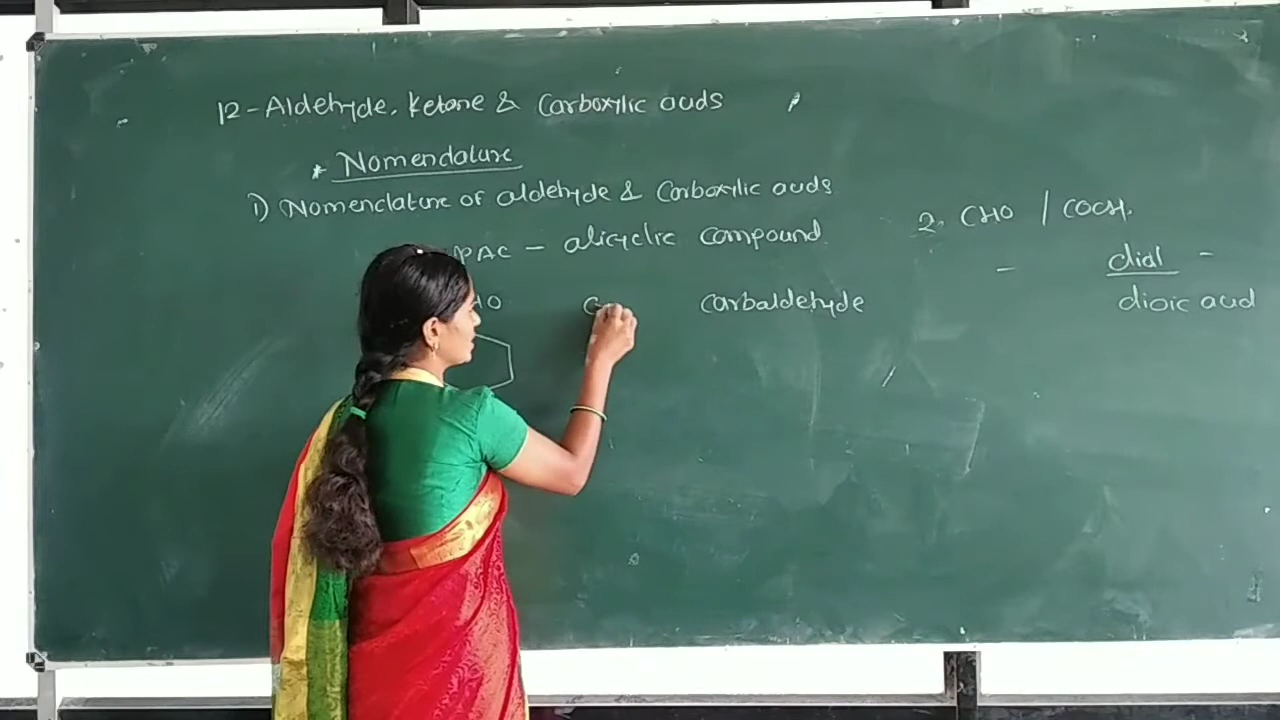 12-Aldehyde, Ketone & Carboxylic acids
* Nomenclature
1) Nomenclature of aldehyde & Carboxylic acids
PAC - alicyclic compound
HO
C
carbaldehyde
2. CHO / COOH.
- dial -
dioic acid